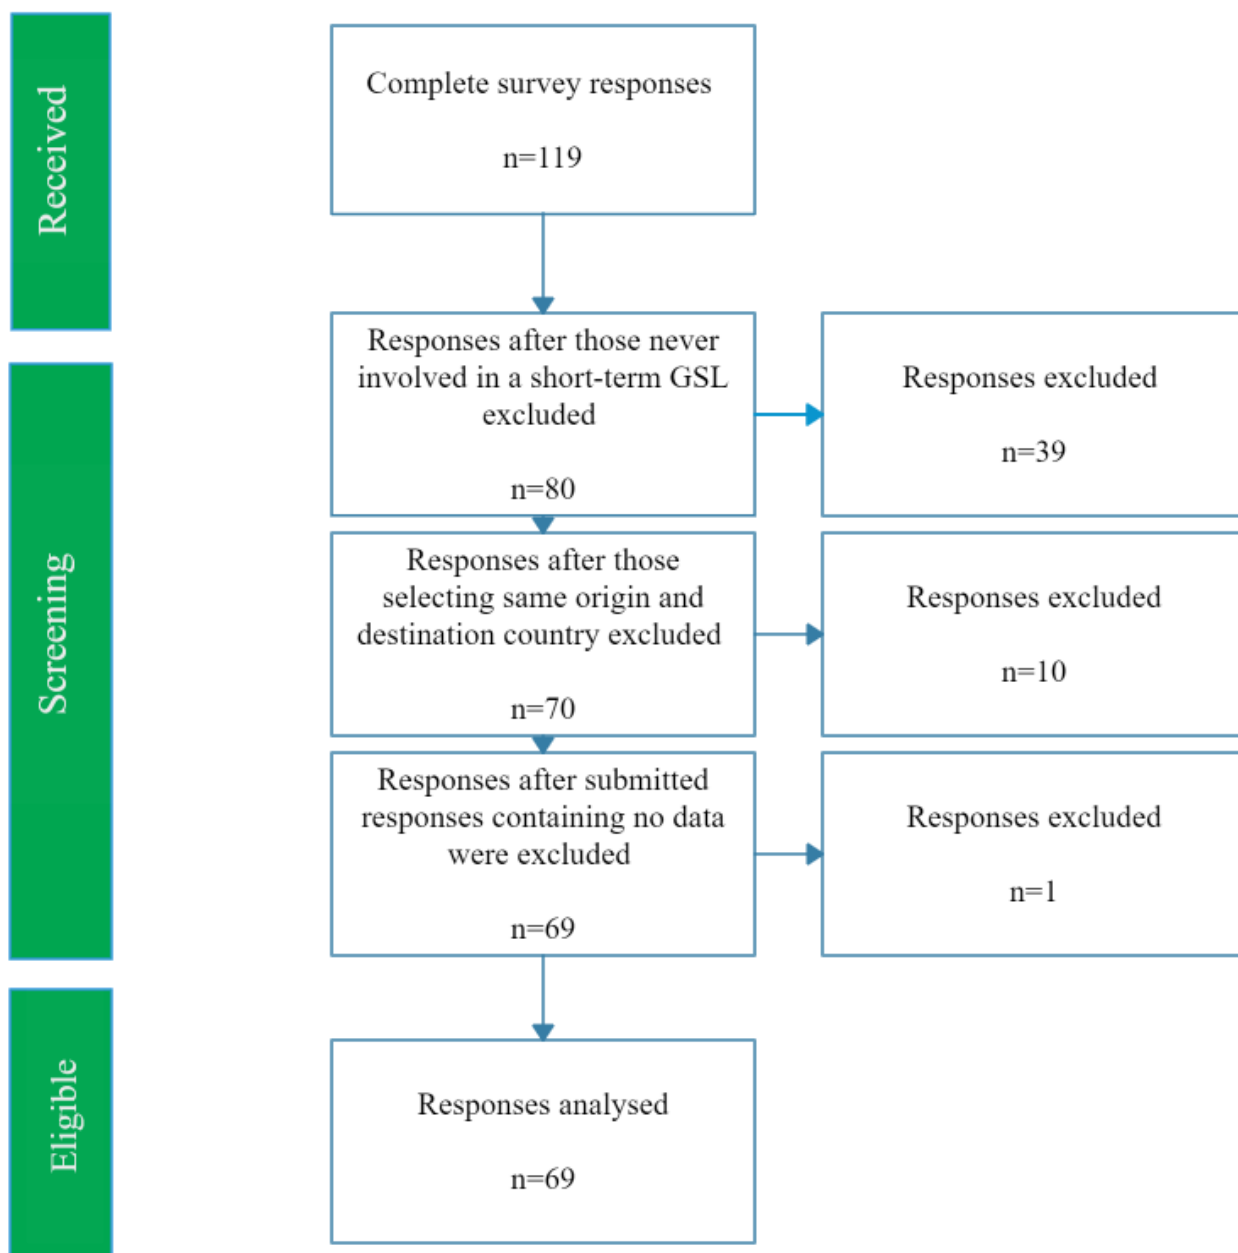 Received
Complete survey responses
n=119
Screening
Responses after those never
involved in a short-term GSL
excluded
n=80
Responses excluded
n=39
Responses after those
selecting same origin and
destination country excluded
n=70
Responses excluded
n=10
Responses after submitted
responses containing no data
were excluded
n=69
Responses excluded
n=1
Eligible
Responses analysed
n=69